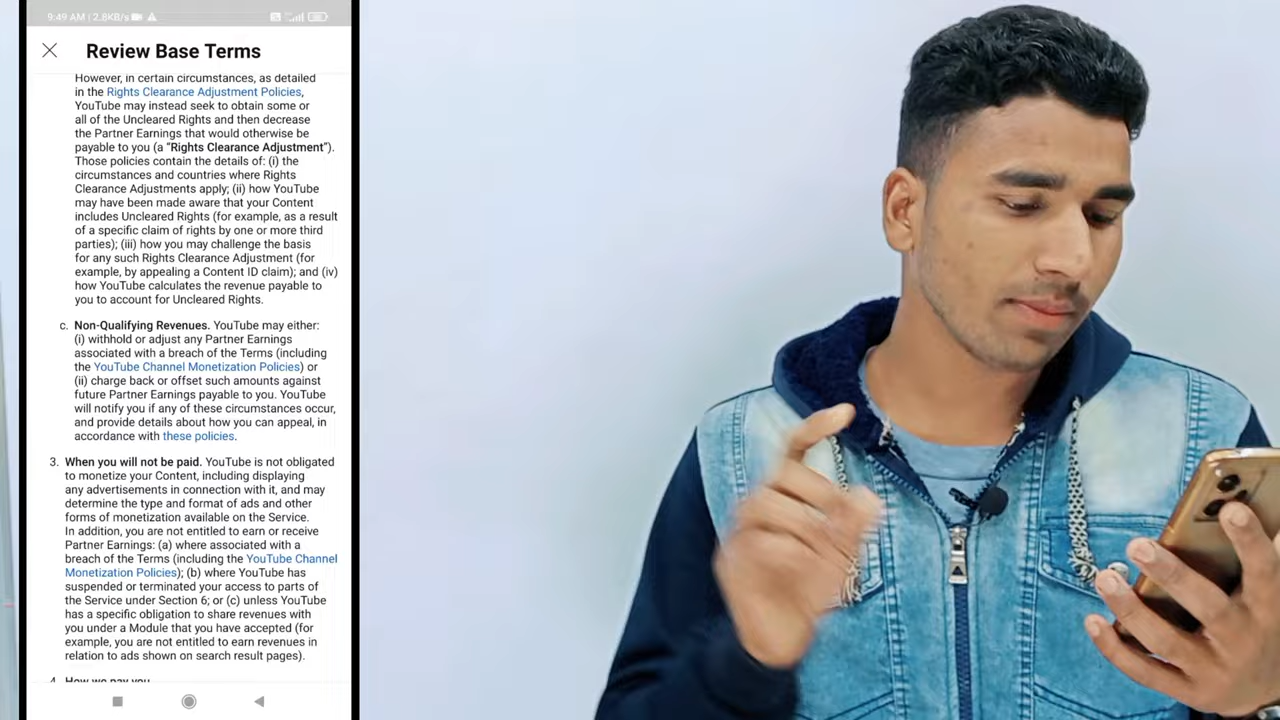 9:49 AM | 2.8KB/s
Review Base Terms
However, in certain circumstances, as detailed
in the Rights Clearance Adjustment Policies,
YouTube may instead seek to obtain some or
all of the Uncleared Rights and then decrease
the Partner Earnings that would otherwise be
payable to you (a “Rights Clearance Adjustment”).
Those policies contain the details of: (i) the
circumstances and countries where Rights
Clearance Adjustments apply; (ii) how YouTube
may have been made aware that your Content
includes Uncleared Rights (for example, as a result
of a specific claim of rights by one or more third
parties); (iii) how you may challenge the basis
for any such Rights Clearance Adjustment (for
example, by appealing a Content ID claim); and (iv)
how YouTube calculates the revenue payable to
you to account for Uncleared Rights.
c. Non-Qualifying Revenues. YouTube may either:
(i) withhold or adjust any Partner Earnings
associated with a breach of the Terms (including
the YouTube Channel Monetization Policies) or
(ii) charge back or offset such amounts against
future Partner Earnings payable to you. YouTube
will notify you if any of these circumstances occur,
and provide details about how you can appeal, in
accordance with these policies.
3. When you will not be paid. YouTube is not obligated
to monetize your Content, including displaying
any advertisements in connection with it, and may
determine the type and format of ads and other
forms of monetization available on the Service.
In addition, you are not entitled to earn or receive
Partner Earnings: (a) where associated with a
breach of the Terms (including the YouTube Channel
Monetization Policies); (b) where YouTube has
suspended or terminated your access to parts of
the Service under Section 6; or (c) unless YouTube
has a specific obligation to share revenues with
you under a Module that you have accepted (for
example, you are not entitled to earn revenues in
relation to ads shown on search result pages).
4. How we pay you